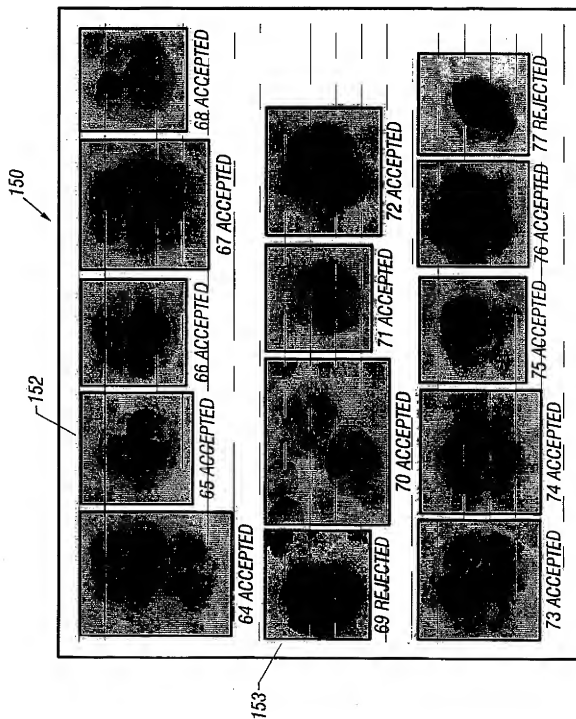 150
152
64 ACCEPTED
65 ACCEPTED
66 ACCEPTED
67 ACCEPTED
68 ACCEPTED
153
69 REJECTED
70 ACCEPTED
71 ACCEPTED
72 ACCEPTED
73 ACCEPTED
74 ACCEPTED
75 ACCEPTED
76 ACCEPTED
77 REJECTED